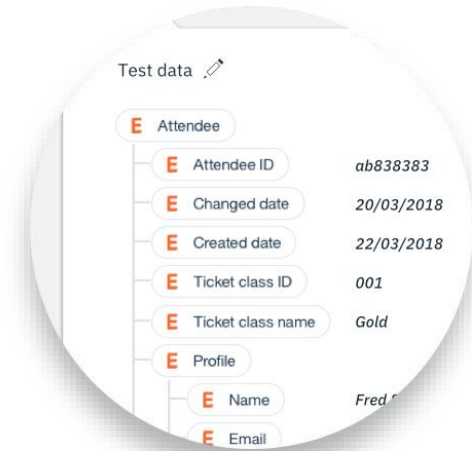 Test data
E Attendee
E Attendee ID ab838383
E Changed date 20/03/2018
E Created date 22/03/2018
E Ticket class ID 001
E Ticket class name Gold
E Profile
E Name Fred
E Email